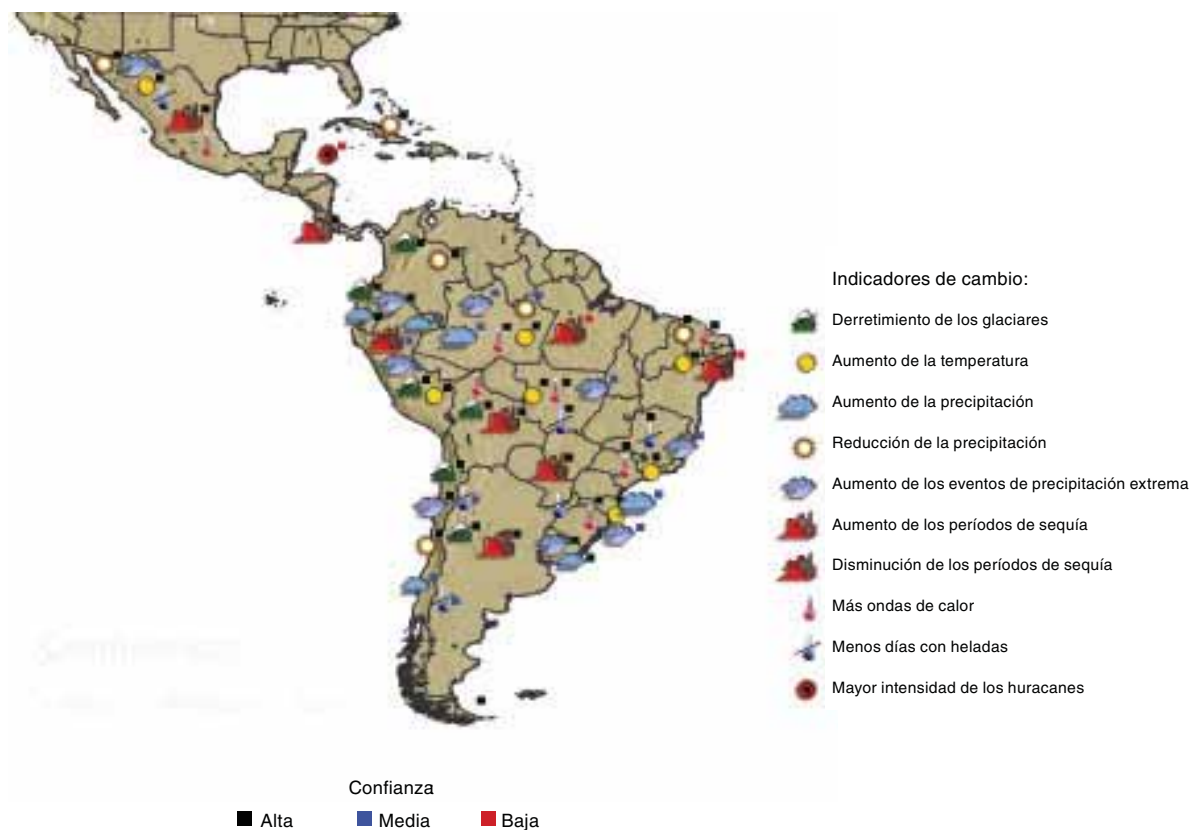 Indicadores de cambio:
Derretimiento de los glaciares
Aumento de la temperatura
Aumento de la precipitación
Reducción de la precipitación
Aumento de los eventos de precipitación extrema
Aumento de los períodos de sequía
Disminución de los períodos de sequía
Más ondas de calor
Menos días con heladas
Mayor intensidad de los huracanes
Confianza
Alta Media Baja